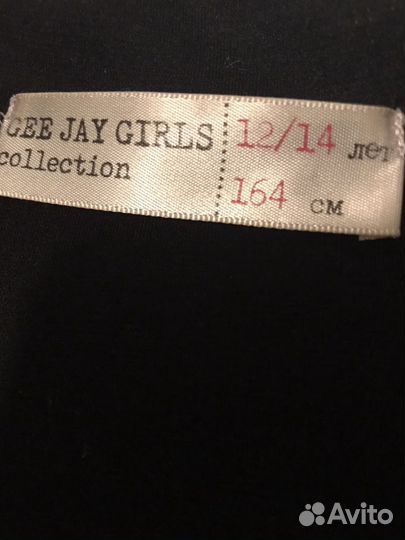 GEE JAY GIRLS
collection
12/14 лет
164 см
Avito